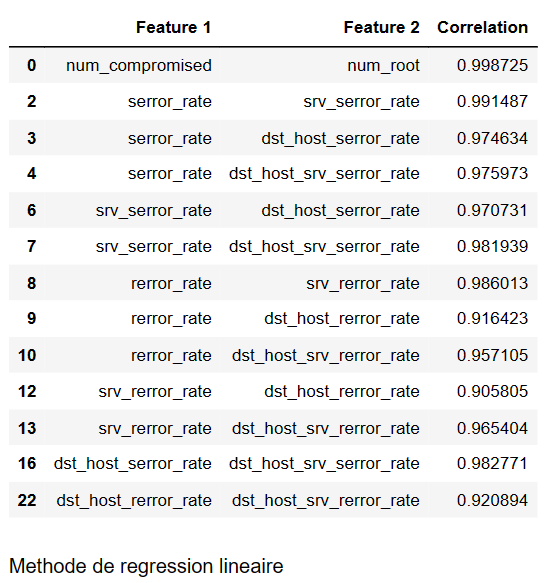 Feature 1 Feature 2 Correlation
0 num_compromised num_root 0.998725
2 serror_rate srv_serror_rate 0.991487
3 serror_rate dst_host_serror_rate 0.974634
4 serror_rate dst_host_srv_serror_rate 0.975973
6 srv_serror_rate dst_host_serror_rate 0.970731
7 srv_serror_rate dst_host_srv_serror_rate 0.981939
8 rerror_rate srv_rerror_rate 0.986013
9 rerror_rate dst_host_rerror_rate 0.916423
10 rerror_rate dst_host_srv_rerror_rate 0.957105
12 srv_rerror_rate dst_host_rerror_rate 0.905805
13 srv_rerror_rate dst_host_srv_rerror_rate 0.965404
16 dst_host_serror_rate dst_host_srv_serror_rate 0.982771
22 dst_host_rerror_rate dst_host_srv_rerror_rate 0.920894
Methode de regression lineaire